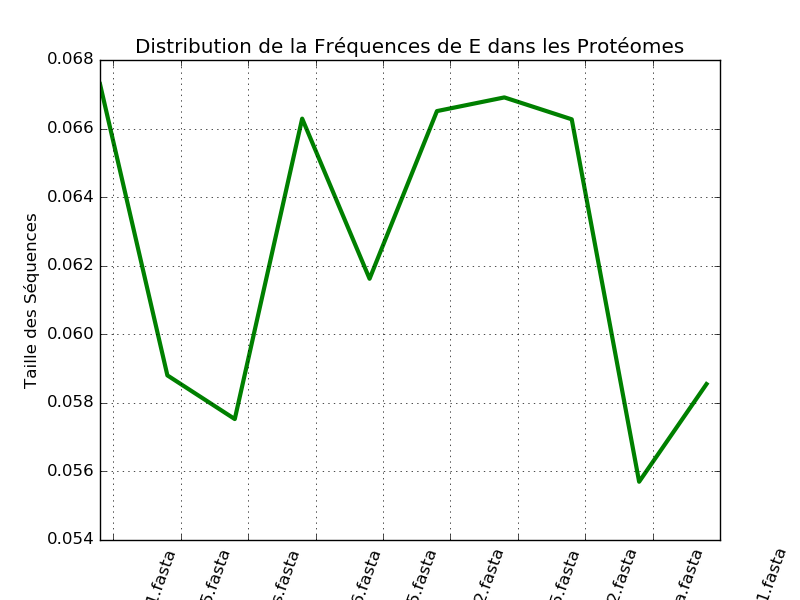 Distribution de la Fréquences de E dans les Protéomes
Taille des Séquences
0.068
0.066
0.064
0.062
0.060
0.058
0.056
0.054
1.fasta
5.fasta
s.fasta
6.fasta
5.fasta
2.fasta
6.fasta
2.fasta
a.fasta
1.fasta